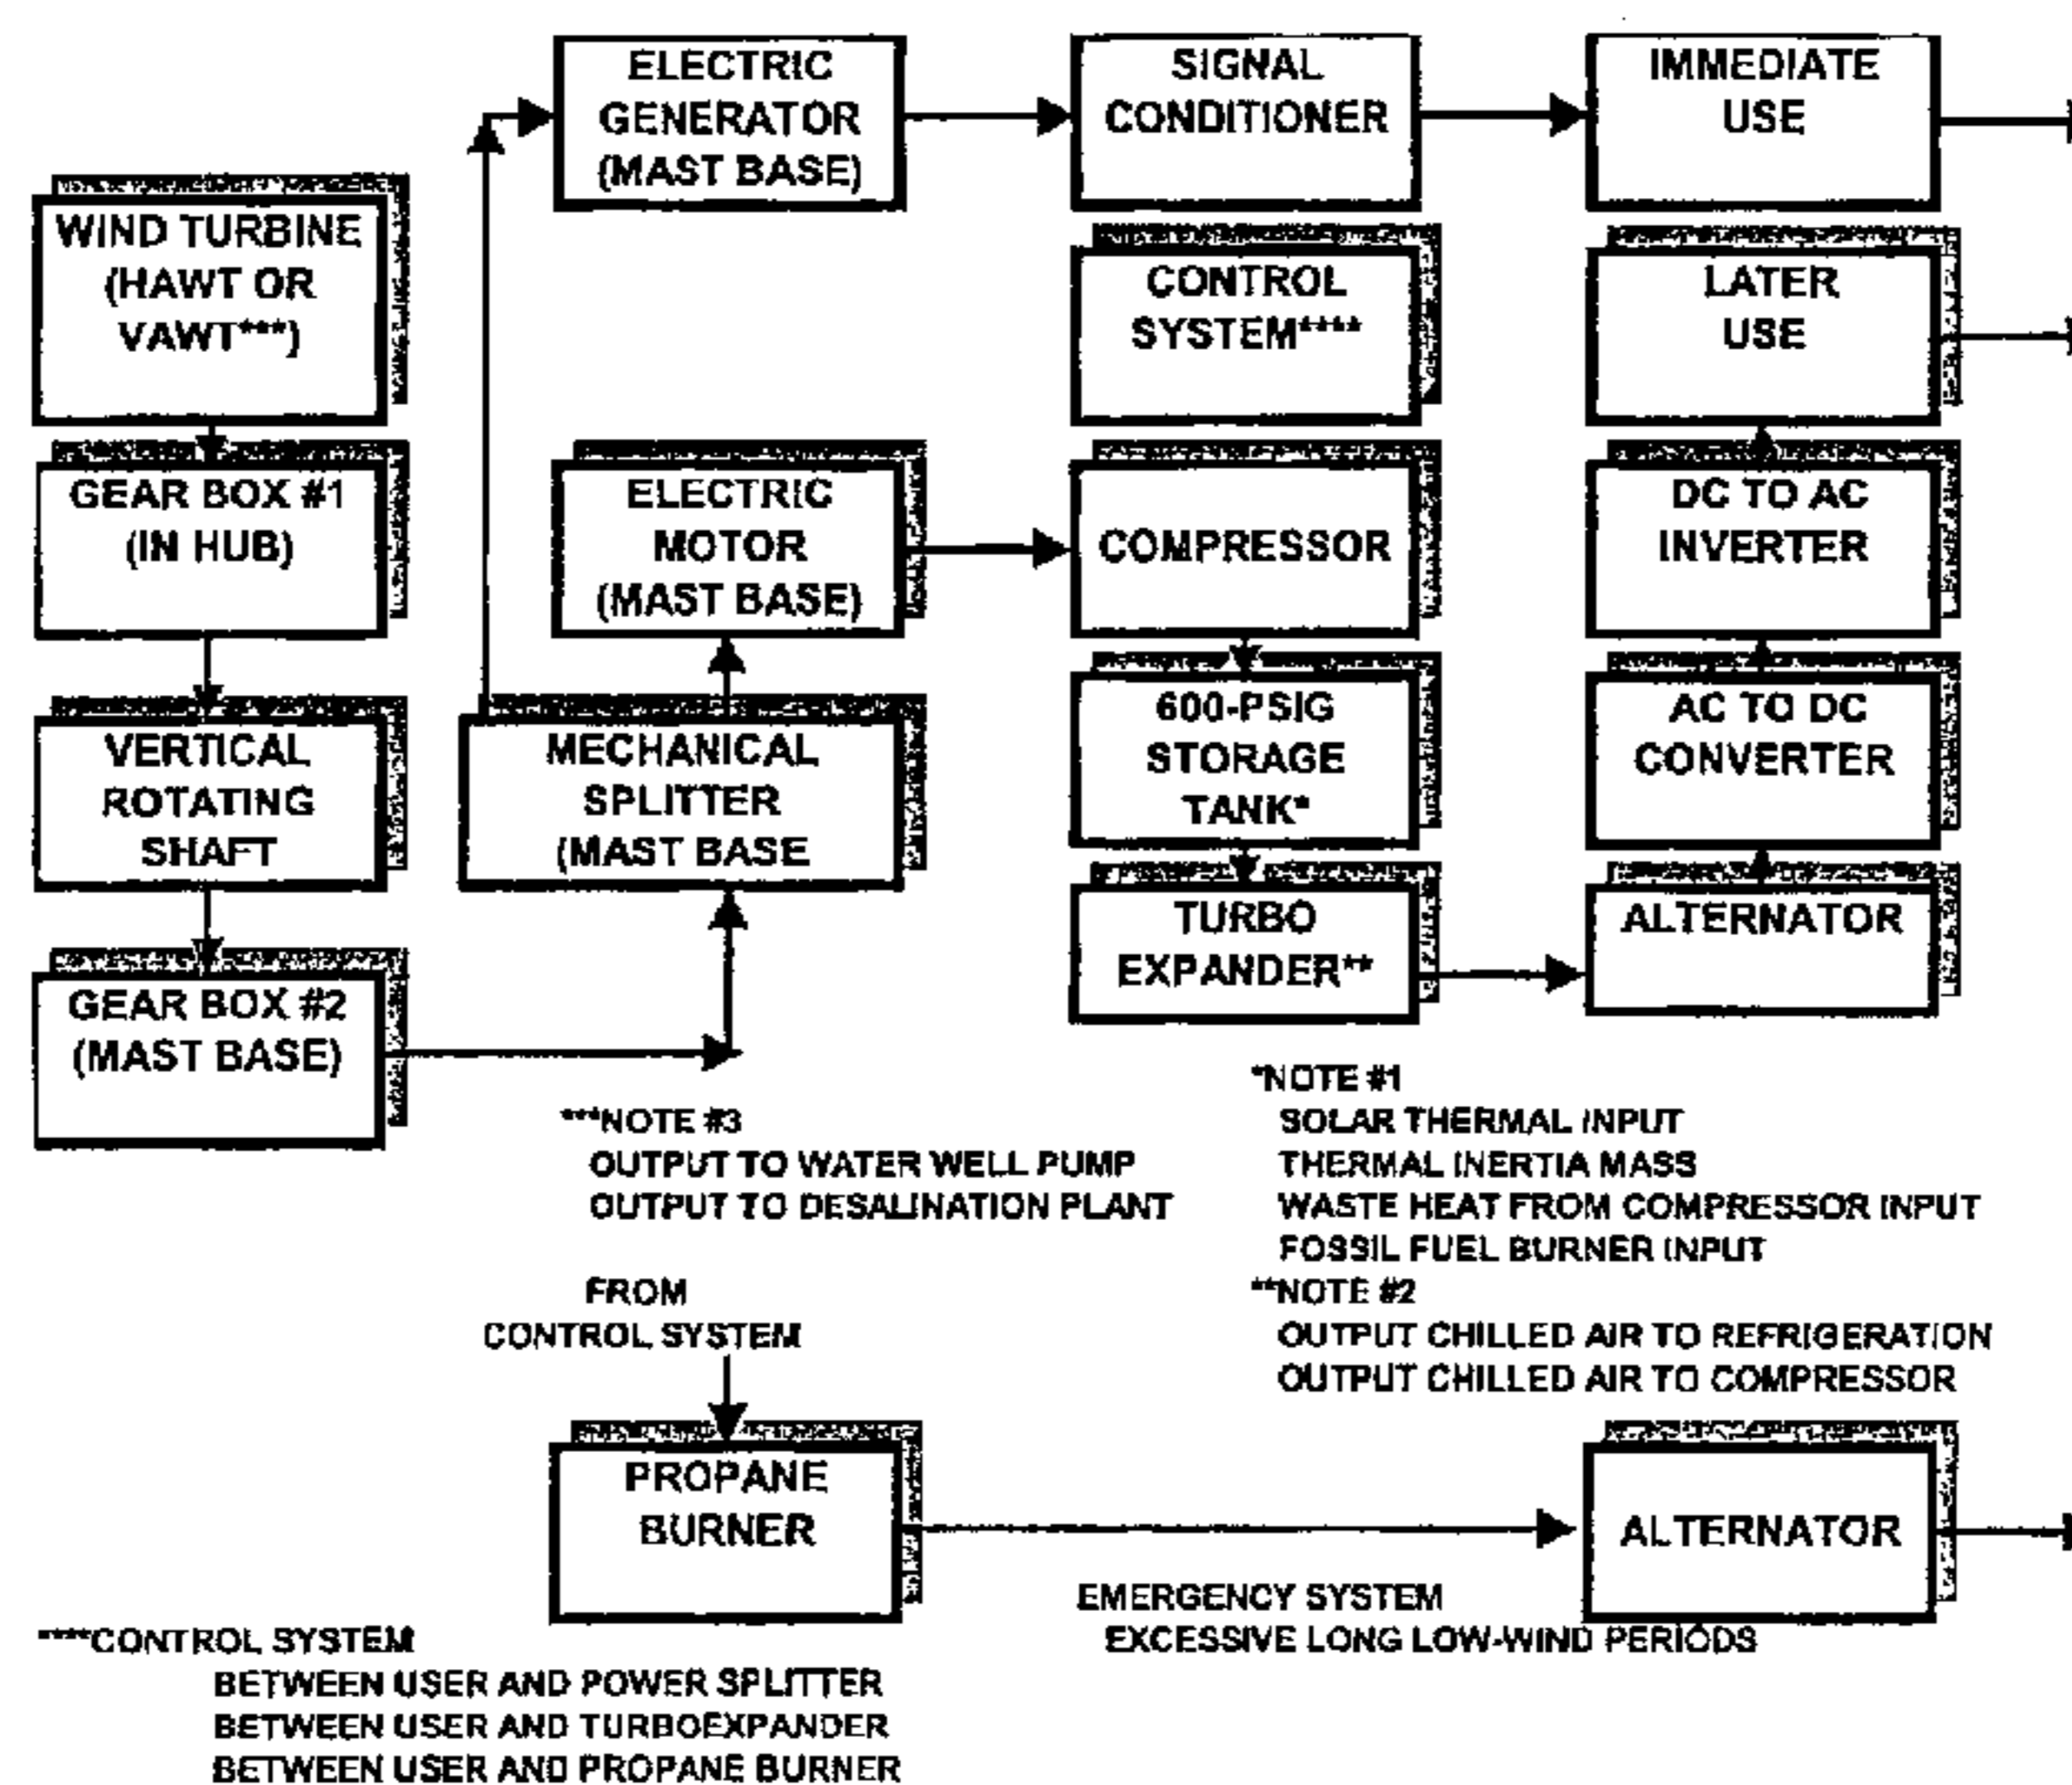 ELECTRIC
GENERATOR
(MAST BASE)
SIGNAL
CONDITIONER
IMMEDIATE
USE
WIND TURBINE
(HAWT OR
VAWT***)
CONTROL
SYSTEM****
LATER
USE
GEAR BOX #1
(IN HUB)
ELECTRIC
MOTOR
(MAST BASE)
COMPRESSOR
DC TO AC
INVERTER
VERTICAL
ROTATING
SHAFT
MECHANICAL
SPLITTER
(MAST BASE
600-PSIG
STORAGE
TANK*
AC TO DC
CONVERTER
GEAR BOX #2
(MAST BASE)
TURBO
EXPANDER**
ALTERNATOR
***NOTE #3
OUTPUT TO WATER WELL PUMP
OUTPUT TO DESALINATION PLANT
*NOTE #1
SOLAR THERMAL INPUT
THERMAL INERTIA MASS
WASTE HEAT FROM COMPRESSOR INPUT
FOSSIL FUEL BURNER INPUT
**NOTE #2
OUTPUT CHILLED AIR TO REFRIGERATION
OUTPUT CHILLED AIR TO COMPRESSOR
FROM
CONTROL SYSTEM
PROPANE
BURNER
ALTERNATOR
EMERGENCY SYSTEM
EXCESSIVE LONG LOW-WIND PERIODS
****CONTROL SYSTEM
BETWEEN USER AND POWER SPLITTER
BETWEEN USER AND TURBOEXPANDER
BETWEEN USER AND PROPANE BURNER